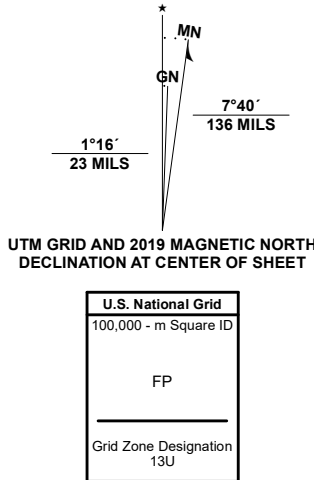 ★
MN
GN
7°40´
136 MILS
1°16´
23 MILS
UTM GRID AND 2019 MAGNETIC NORTH
DECLINATION AT CENTER OF SHEET
U.S. National Grid
100,000 - m Square ID
FP
Grid Zone Designation
13U